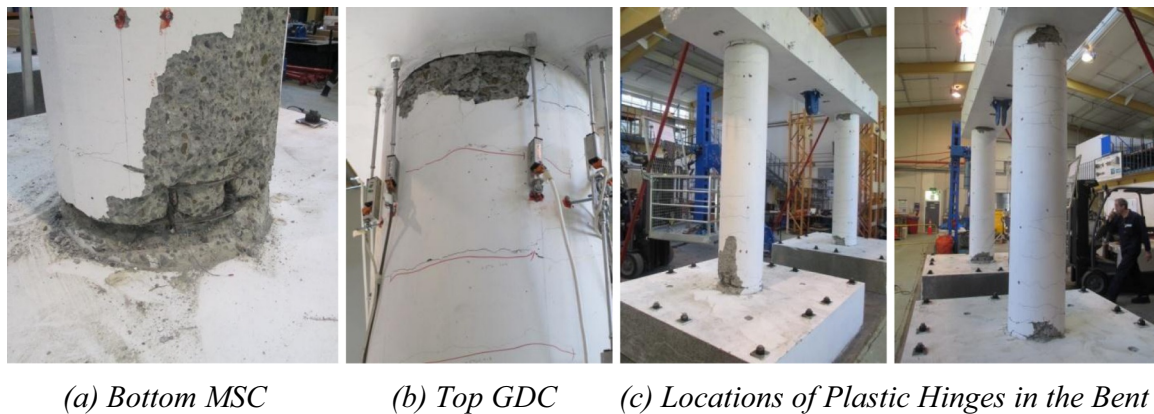 (a) Bottom MSC
(b) Top GDC
(c) Locations of Plastic Hinges in the Bent